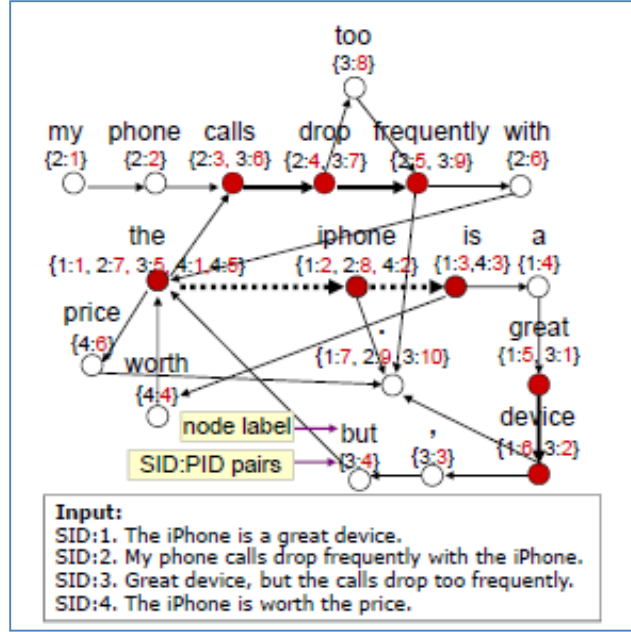 too
{3:8}
my phone calls drop frequently with
{2:1} {2:2} {2:3, 3:6} {2:4, 3:7} {2:5, 3:9} {2:6}
the iphone is a
{1:1, 2:7, 3:5, 4:1,4:5} {1:2, 2:8, 4:2} {1:3,4:3} {1:4}
price . great
{4:6} {1:7, 2:9, 3:10} {1:5, 3:1}
worth
{4:4}
node label but , device
SID:PID pairs {3:4} {3:3} {1:6, 3:2}
Input:
SID:1. The iPhone is a great device.
SID:2. My phone calls drop frequently with the iPhone.
SID:3. Great device, but the calls drop too frequently.
SID:4. The iPhone is worth the price.